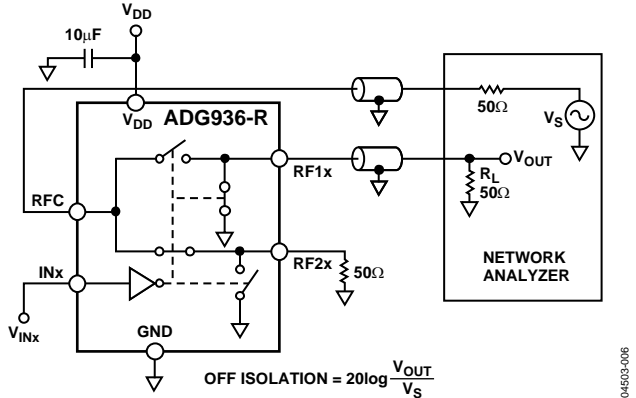 VDD
10μF
VDD
ADG936-R
RFC
INx
VINx
GND
RF1x
RF2x
50Ω
50Ω
VS
VOUT
RL
50Ω
NETWORK
ANALYZER
OFF ISOLATION = 20log VOUT
VS
04503-006